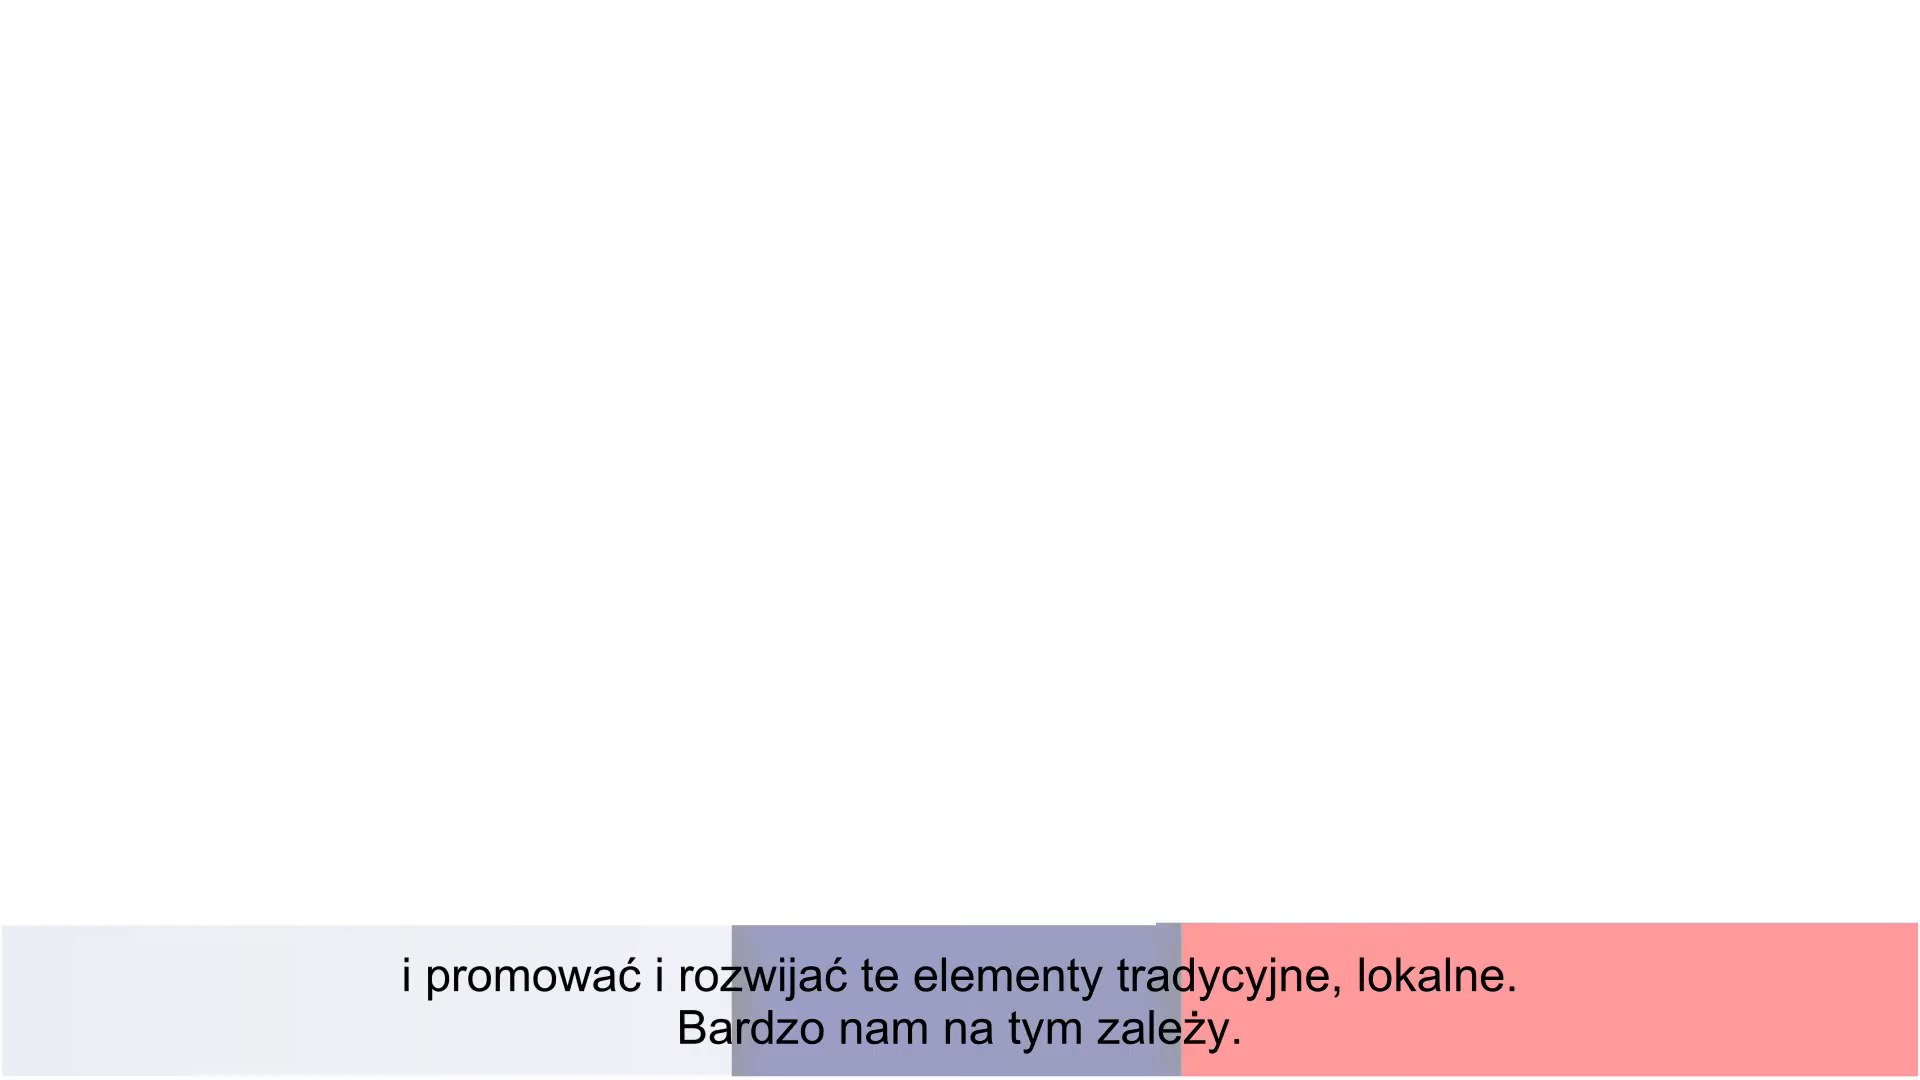 i promować i rozwijać te elementy tradycyjne, lokalne.
Bardzo nam na tym zależy.